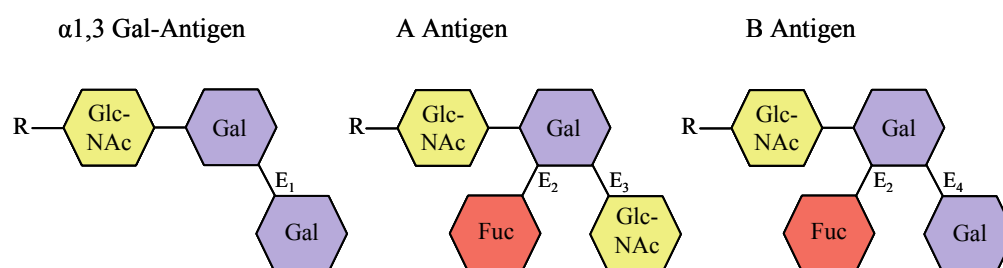 α1,3 Gal-Antigen
A Antigen
B Antigen
R
Glc-
NAc
Gal
E₁
Gal
R
Glc-
NAc
Gal
E₂
E₃
Fuc
Glc-
NAc
R
Glc-
NAc
Gal
E₂
E₄
Fuc
Gal